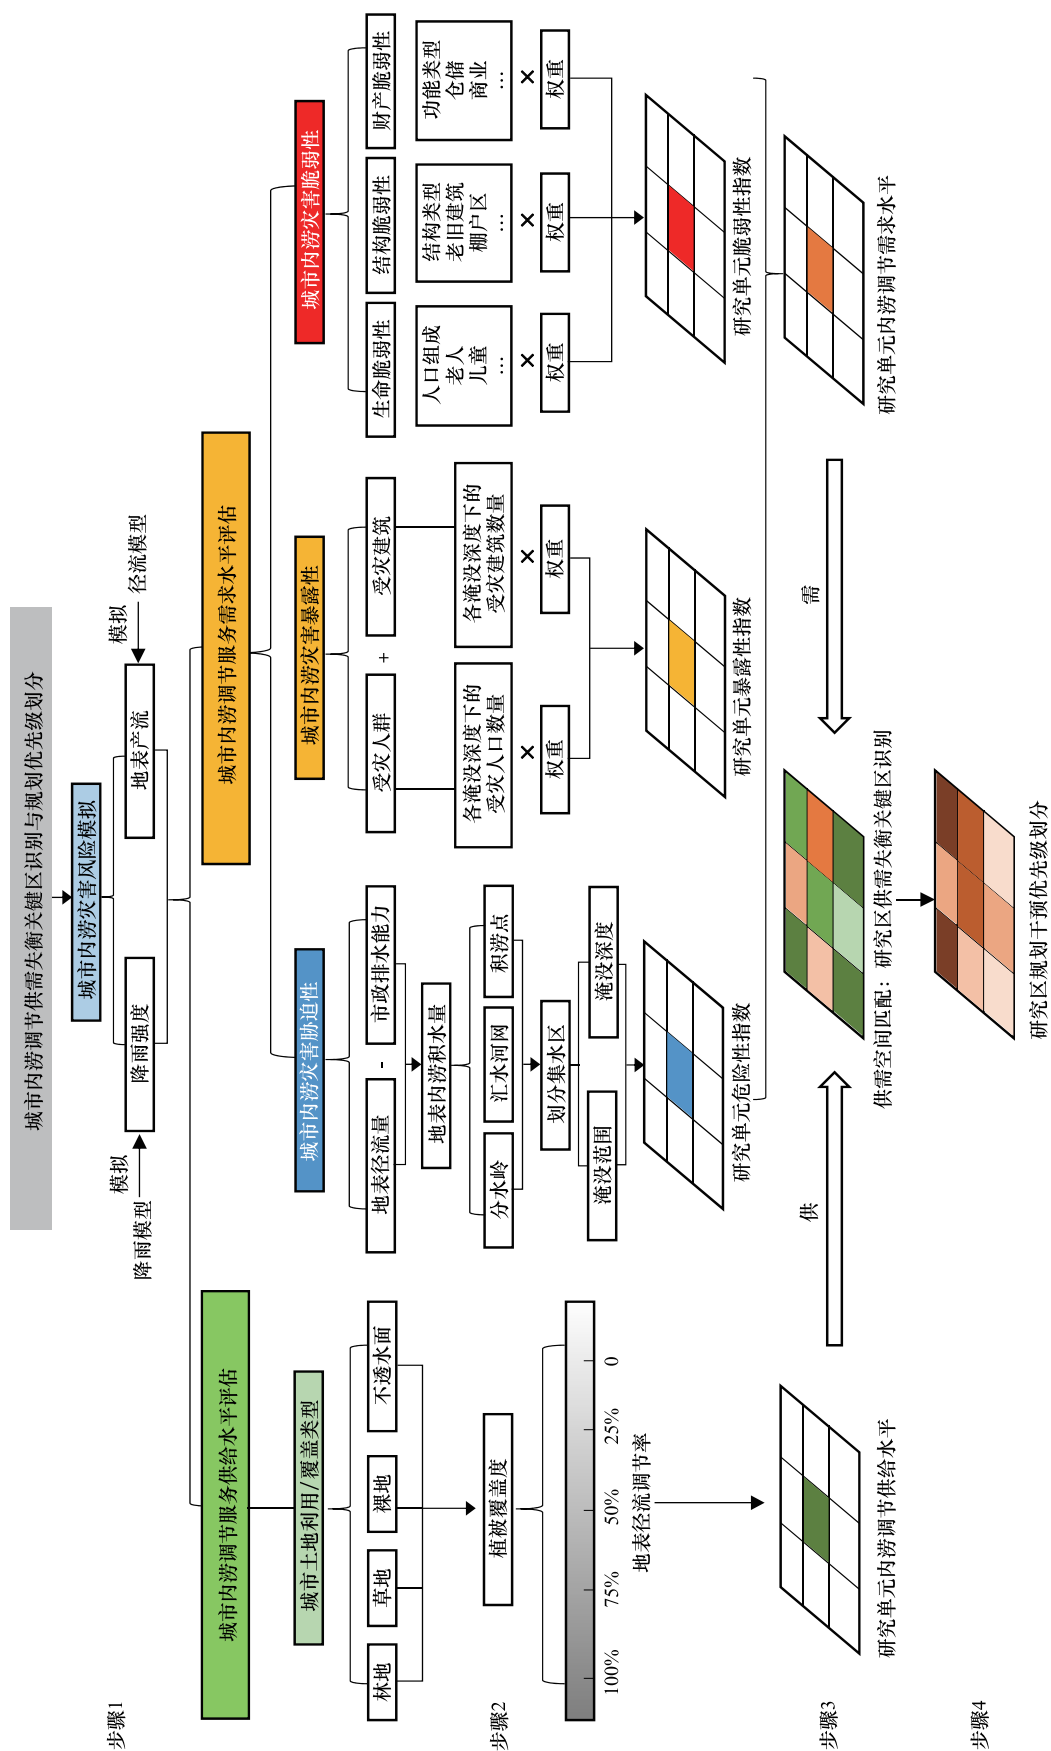 城市内涝调节供需失衡关键区识别与规划优先级划分
步骤1
城市内涝灾害风险模拟
降雨模型
模拟
降雨强度
地表产流
模拟
径流模型
步骤2
城市内涝调节服务供给水平评估
城市内涝调节服务需求水平评估
城市土地利用/覆盖类型
城市内涝灾害胁迫性
城市内涝灾害暴露性
城市内涝灾害脆弱性
林地
草地
裸地
不透水面
植被覆盖度
100%
75%
50%
25%
0
地表径流调节率
地表径流量
-
市政排水能力
地表内涝积水量
分水岭
汇水河网
积涝点
划分集水区
淹没范围
淹没深度
研究单元危险性指数
受灾人群
+
受灾建筑
各淹没深度下的
受灾人口数量
各淹没深度下的
受灾建筑数量
×
×
权重
权重
研究单元暴露性指数
生命脆弱性
结构脆弱性
财产脆弱性
人口组成
老人
儿童
…
结构类型
老旧建筑
棚户区
…
功能类型
仓储
商业
…
×
×
×
权重
权重
权重
研究单元脆弱性指数
步骤3
研究单元内涝调节供给水平
供
供需空间匹配：研究区供需失衡关键区识别
需
研究单元内涝调节需求水平
步骤4
研究区规划干预优先级划分